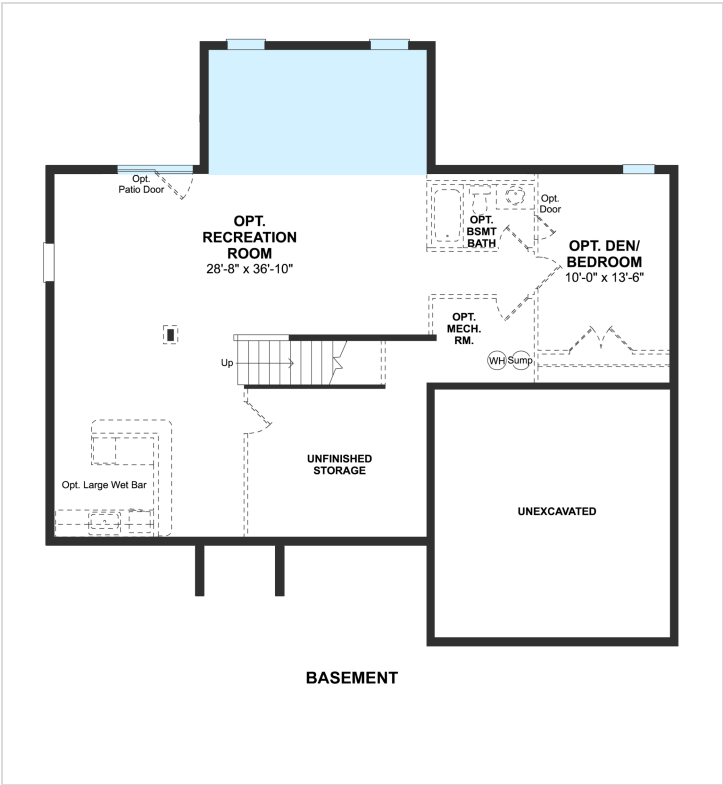 Opt.
Patio Door
OPT.
RECREATION
ROOM
28'-8" x 36'-10"
OPT.
BSMT
BATH
Opt.
Door
OPT. DEN/
BEDROOM
10'-0" x 13'-6"
OPT.
MECH.
RM.
WH Sump
Up
UNFINISHED
STORAGE
Opt. Large Wet Bar
UNEXCAVATED
BASEMENT